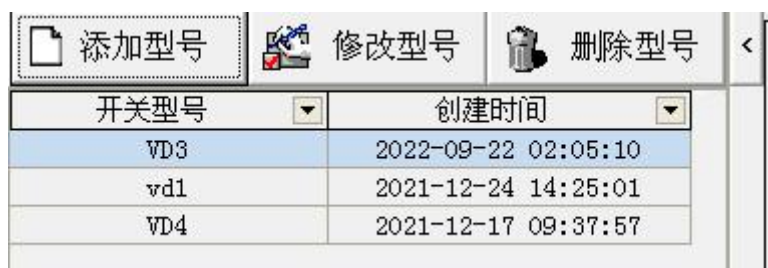 添加型号 修改型号 删除型号 <
开关型号 创建时间
VD3 2022-09-22 02:05:10
vd1 2021-12-24 14:25:01
VD4 2021-12-17 09:37:57